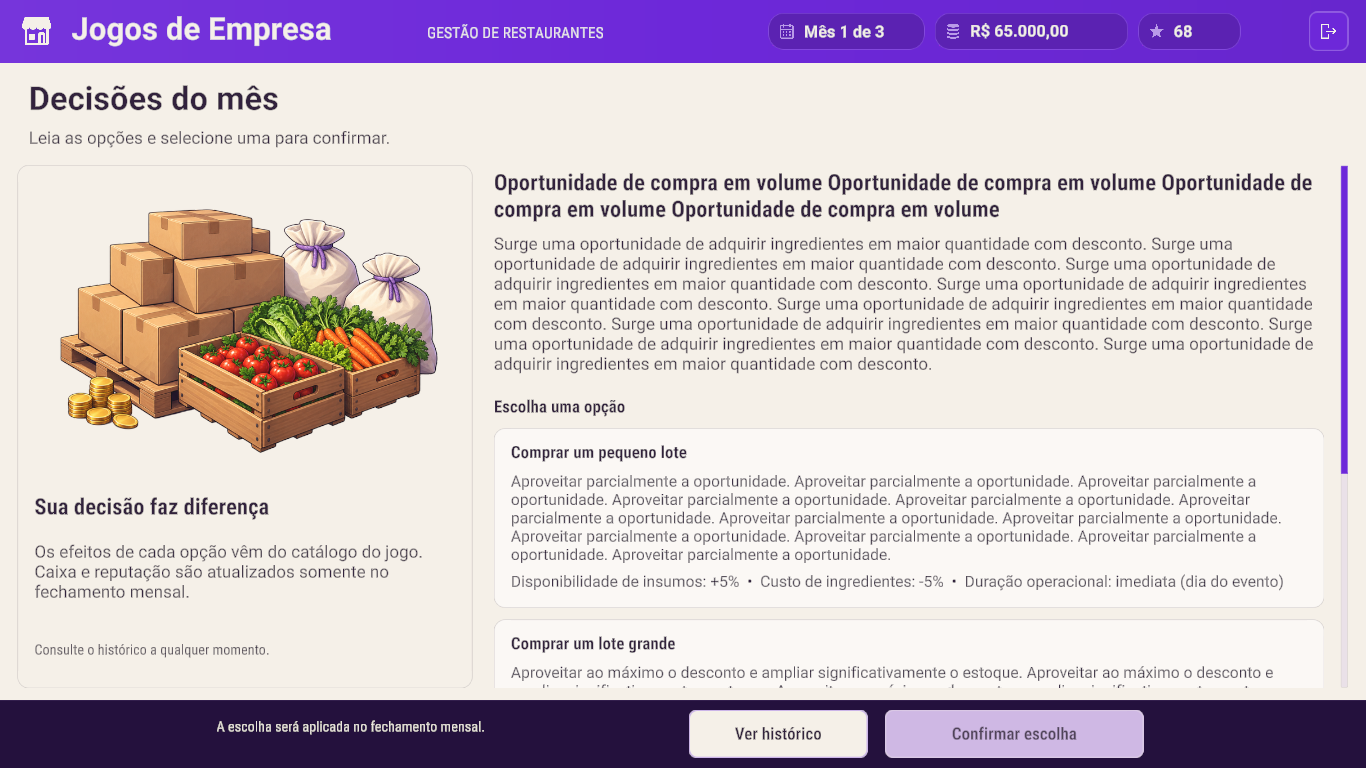 Jogos de Empresa
GESTÃO DE RESTAURANTES
Mês 1 de 3
R$ 65.000,00
68
Decisões do mês
Leia as opções e selecione uma para confirmar.
Sua decisão faz diferença
Os efeitos de cada opção vêm do catálogo do jogo.
Caixa e reputação são atualizados somente no
fechamento mensal.
Consulte o histórico a qualquer momento.
Oportunidade de compra em volume Oportunidade de compra em volume Oportunidade de
compra em volume Oportunidade de compra em volume
Surge uma oportunidade de adquirir ingredientes em maior quantidade com desconto. Surge uma
oportunidade de adquirir ingredientes em maior quantidade com desconto. Surge uma oportunidade de
adquirir ingredientes em maior quantidade com desconto. Surge uma oportunidade de adquirir ingredientes
em maior quantidade com desconto. Surge uma oportunidade de adquirir ingredientes em maior quantidade
com desconto. Surge uma oportunidade de adquirir ingredientes em maior quantidade com desconto. Surge
uma oportunidade de adquirir ingredientes em maior quantidade com desconto. Surge uma oportunidade de
adquirir ingredientes em maior quantidade com desconto.
Escolha uma opção
Comprar um pequeno lote
Aproveitar parcialmente a oportunidade. Aproveitar parcialmente a oportunidade. Aproveitar parcialmente a
oportunidade. Aproveitar parcialmente a oportunidade. Aproveitar parcialmente a oportunidade. Aproveitar
parcialmente a oportunidade. Aproveitar parcialmente a oportunidade. Aproveitar parcialmente a oportunidade.
Aproveitar parcialmente a oportunidade. Aproveitar parcialmente a oportunidade. Aproveitar parcialmente a
oportunidade. Aproveitar parcialmente a oportunidade.
Disponibilidade de insumos: +5% • Custo de ingredientes: -5% • Duração operacional: imediata (dia do evento)
Comprar um lote grande
Aproveitar ao máximo o desconto e ampliar significativamente o estoque. Aproveitar ao máximo o desconto e
A escolha será aplicada no fechamento mensal.
Ver histórico
Confirmar escolha